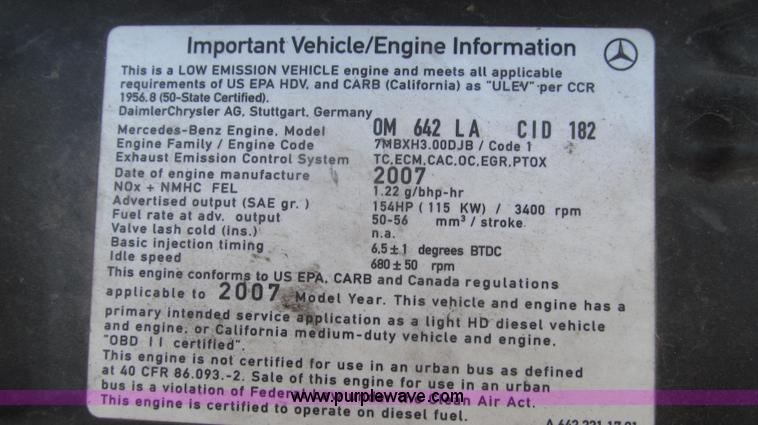 Important Vehicle/Engine Information
This is a LOW EMISSION VEHICLE engine and meets all applicable
requirements of US EPA HDV, and CARB (California) as "ULEV" per CCR
1956.8 (50-State Certified).
DaimlerChrysler AG, Stuttgart, Germany
Mercedes-Benz Engine, Model OM 642 LA CID 182
Engine Family / Engine Code 7MBXH3.00DJB / Code 1
Exhaust Emission Control System TC,ECM,CAC,OC,EGR,PTOX
Date of engine manufacture 2007
NOx + NMHC FEL 1.22 g/bhp-hr
Advertised output (SAE gr. ) 154HP (115 KW) / 3400 rpm
Fuel rate at adv. output 50-56 mm³ / stroke
Valve lash cold (ins.) n.a.
Basic injection timing 6,5±1 degrees BTDC
Idle speed 680±50 rpm
This engine conforms to US EPA, CARB and Canada regulations
applicable to 2007 Model Year. This vehicle and engine has a
primary intended service application as a light HD diesel vehicle
and engine, or California medium-duty vehicle and engine.
"OBD II certified".
This engine is not certified for use in an urban bus as defined
at 40 CFR 86.093.-2. Sale of this engine for use in an urban
bus is a violation of Federal Clean Air Act.
www.purplewave.com
This engine is certified to operate on diesel fuel.